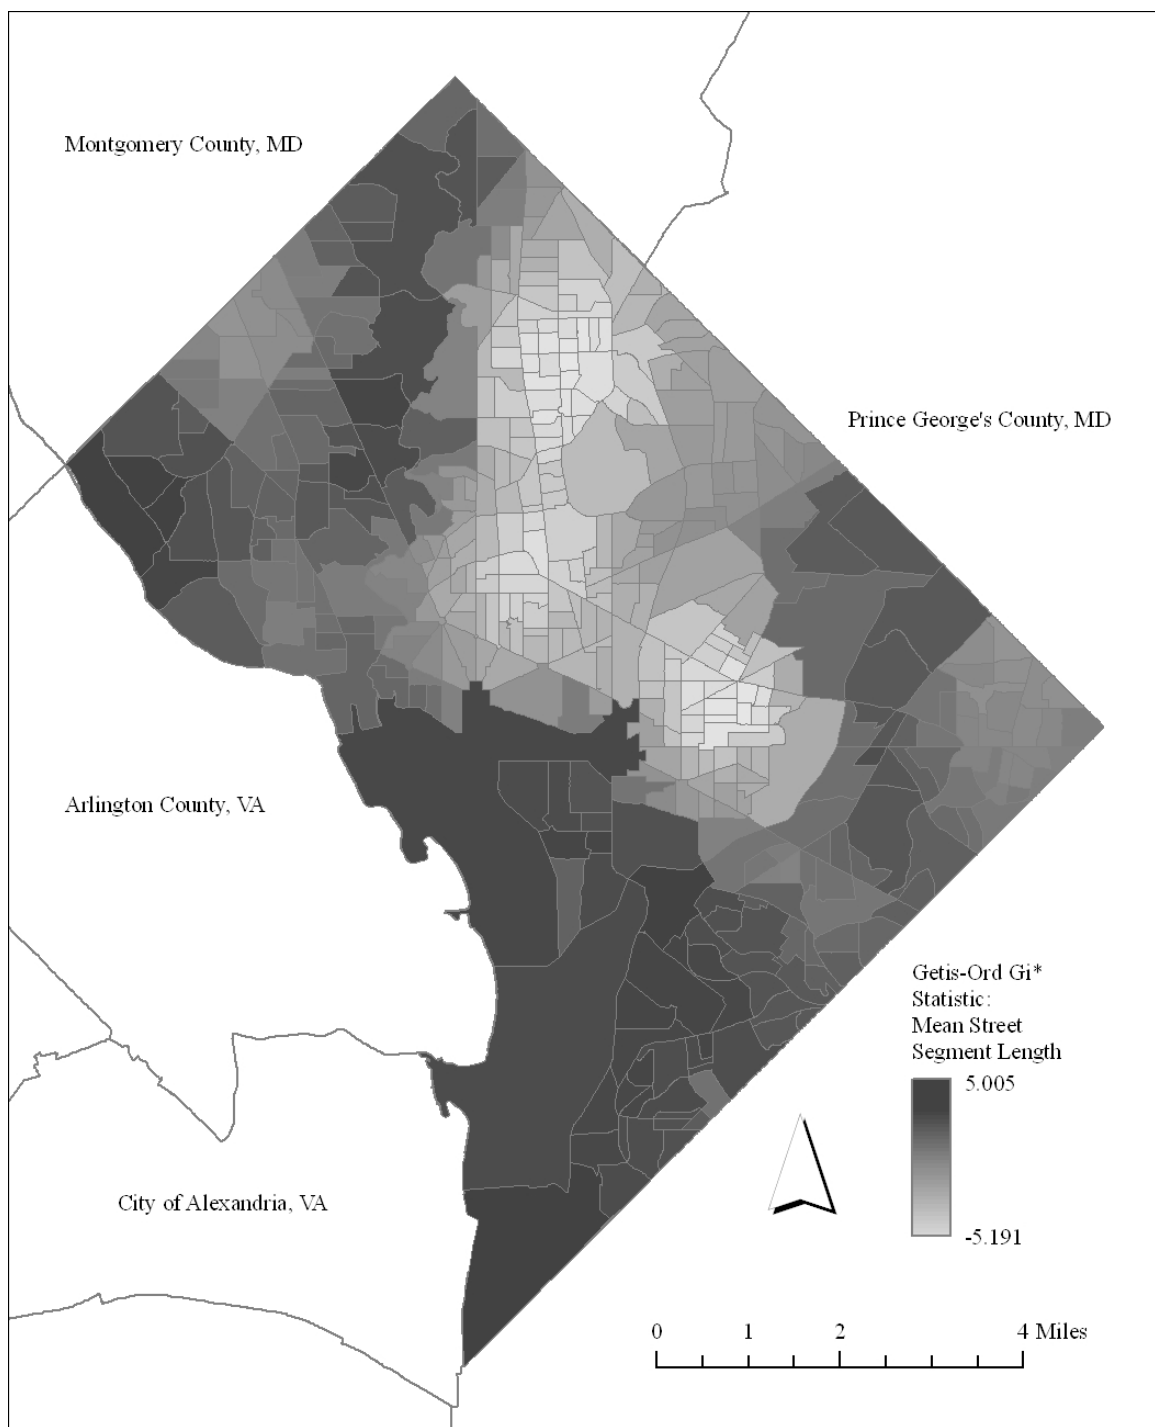 Montgomery County, MD
Prince George's County, MD
Arlington County, VA
Getis-Ord Gi*
Statistic:
Mean Street
Segment Length
5.005
-5.191
City of Alexandria, VA
0 1 2 4 Miles